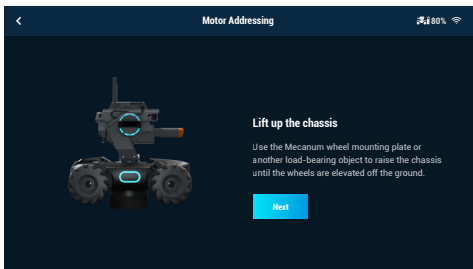 Motor Addressing
80%
Lift up the chassis
Use the Mecanum wheel mounting plate or
another load-bearing object to raise the chassis
until the wheels are elevated off the ground.
Next